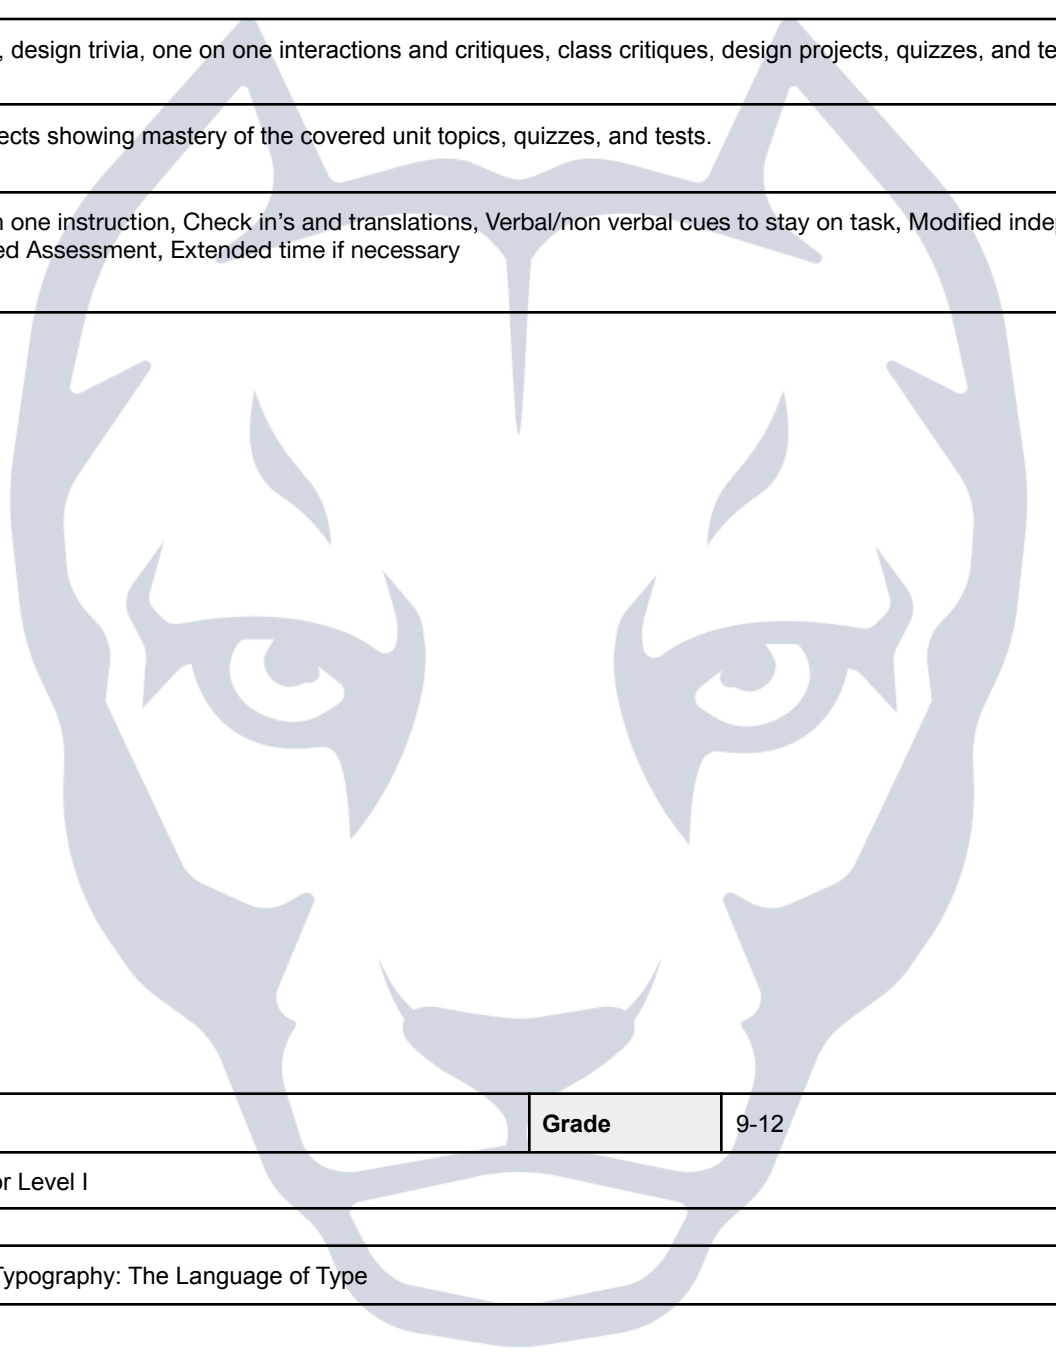 , design trivia, one on one interactions and critiques, class critiques, design projects, quizzes, and te
ects showing mastery of the covered unit topics, quizzes, and tests.
n one instruction, Check in's and translations, Verbal/non verbal cues to stay on task, Modified inde
ed Assessment, Extended time if necessary
Grade 9-12
or Level I
Typography: The Language of Type